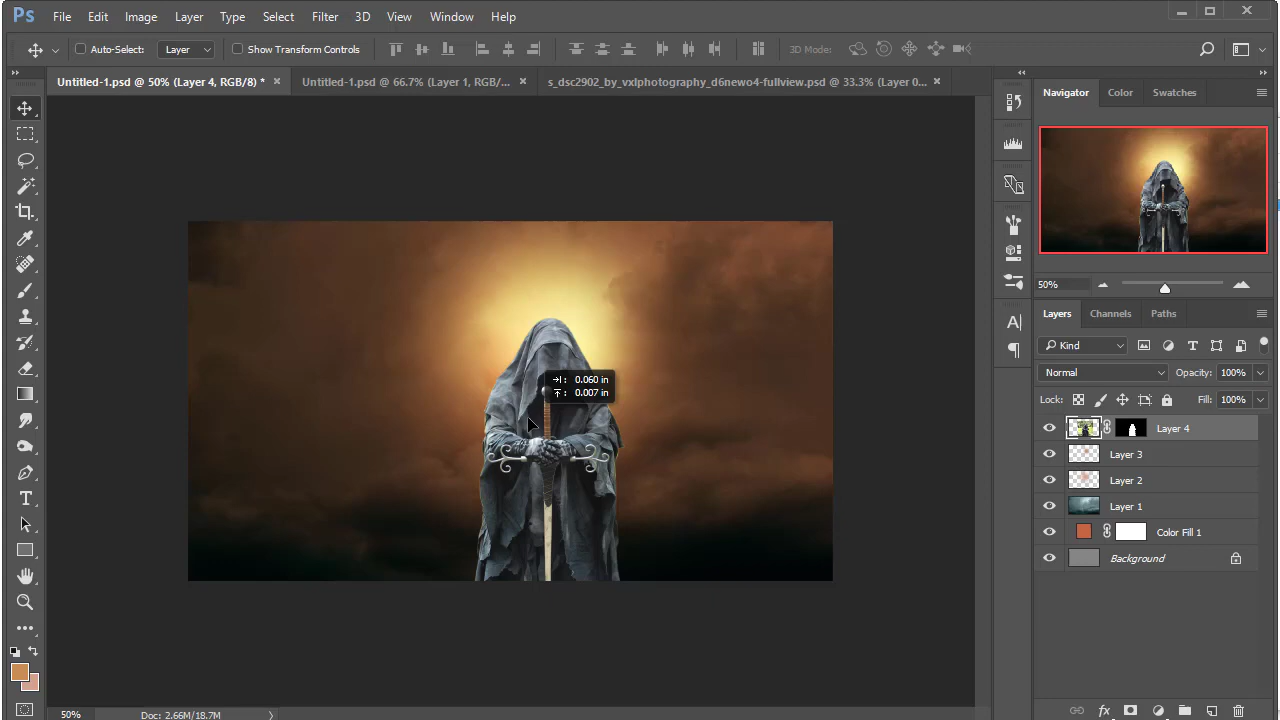 Ps File Edit Image Layer Type Select Filter 3D View Window Help
Auto-Select: Layer Show Transform Controls 3D Mode:
Untitled-1.psd @ 50% (Layer 4, RGB/8) * × Untitled-1.psd @ 66.7% (Layer 1, RGB/... × s_dsc2902_by_vxlphotography_d6newo4-fullview.psd @ 33.3% (Layer 0... ×
Navigator Color Swatches
50%
Layers Channels Paths
Kind
Normal Opacity: 100%
Lock: Fill: 100%
Layer 4
Layer 3
Layer 2
Layer 1
Color Fill 1
Background
: 0.060 in
: 0.007 in
50% Doc: 2.66M/18.7M